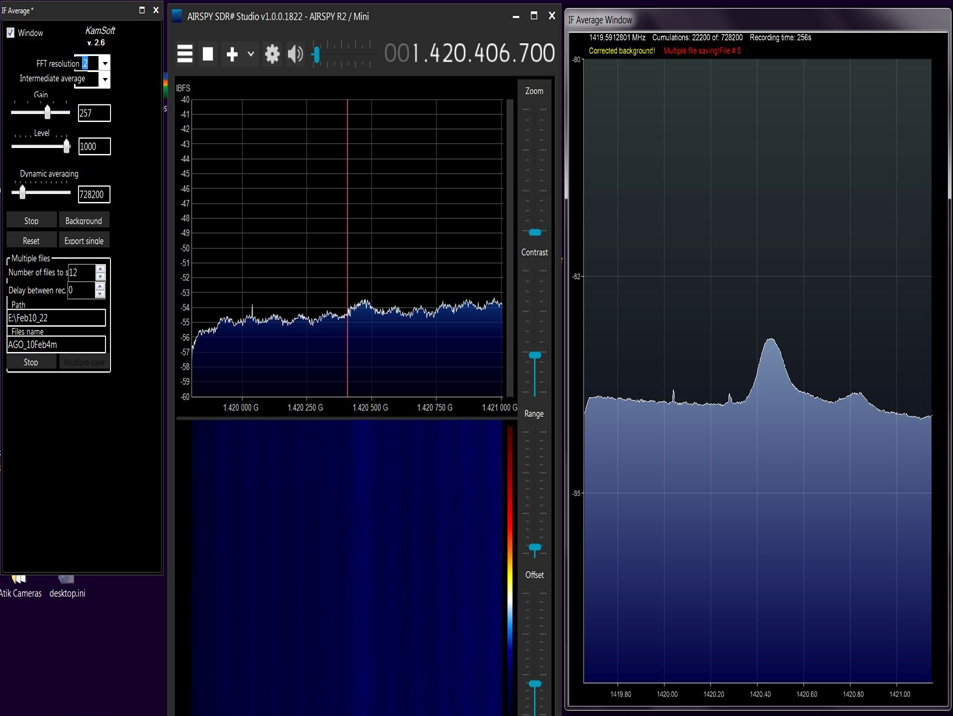 IF Average *
Window
KamSoft
v. 2.6
FFT resolution 2
Intermediate average
Gain
257
Level
1000
Dynamic averaging
728200
Stop
Background
Reset
Export single
Multiple files
Number of files to s 12
Delay between rec. 0
Path
E:\Feb10_22
Files name
AGO_10Feb4m
Stop
Atik Cameras
desktop.ini
AIRSPY SDR# Studio v1.0.0.1822 - AIRSPY R2 / Mini
001.420.406.700
-40
-41
-42
-43
-44
-45
-46
-47
-48
-49
-50
-51
-52
-53
-54
-55
-56
-57
-58
-59
-60
1.420 000 G
1.420 250 G
1.420 500 G
1.420 750 G
1.421 000 G
Zoom
Contrast
Range
Offset
IF Average Window
1419.5912801 MHz Cumulations: 22200 of: 728200 Recording time: 256s
Corrected background! Multiple file saving!File # 5
-80
-82
-85
1419.80
1420.00
1420.20
1420.40
1420.60
1420.80
1421.00